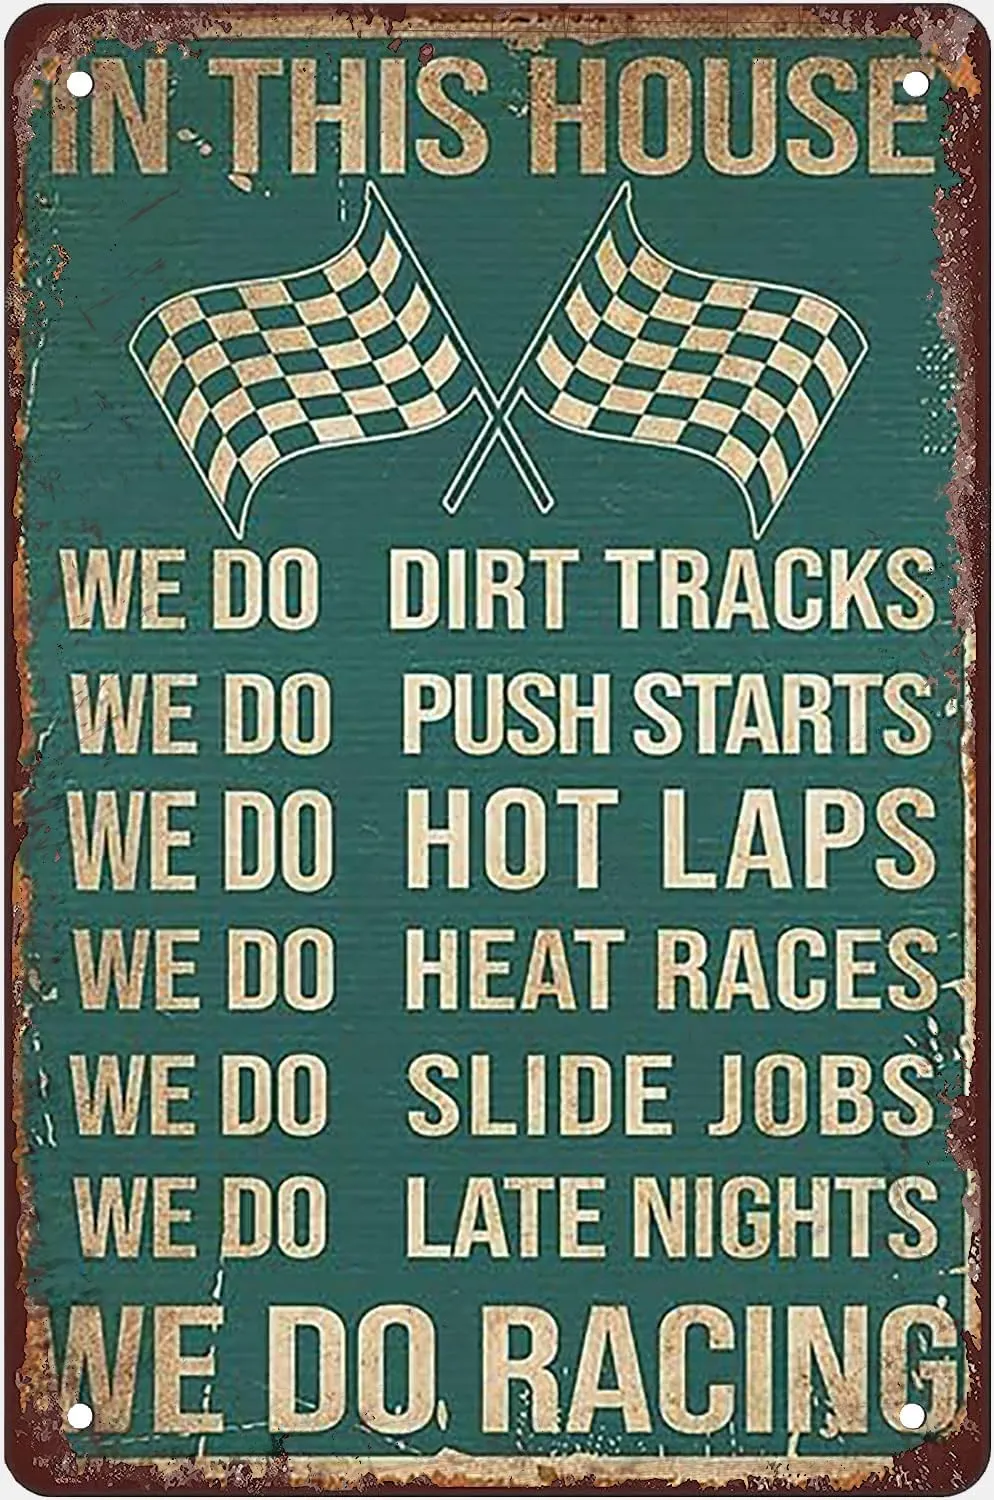 IN THIS HOUSE
WE DO DIRT TRACKS
WE DO PUSH STARTS
WE DO HOT LAPS
WE DO HEAT RACES
WE DO SLIDE JOBS
WE DO LATE NIGHTS
WE DO RACING